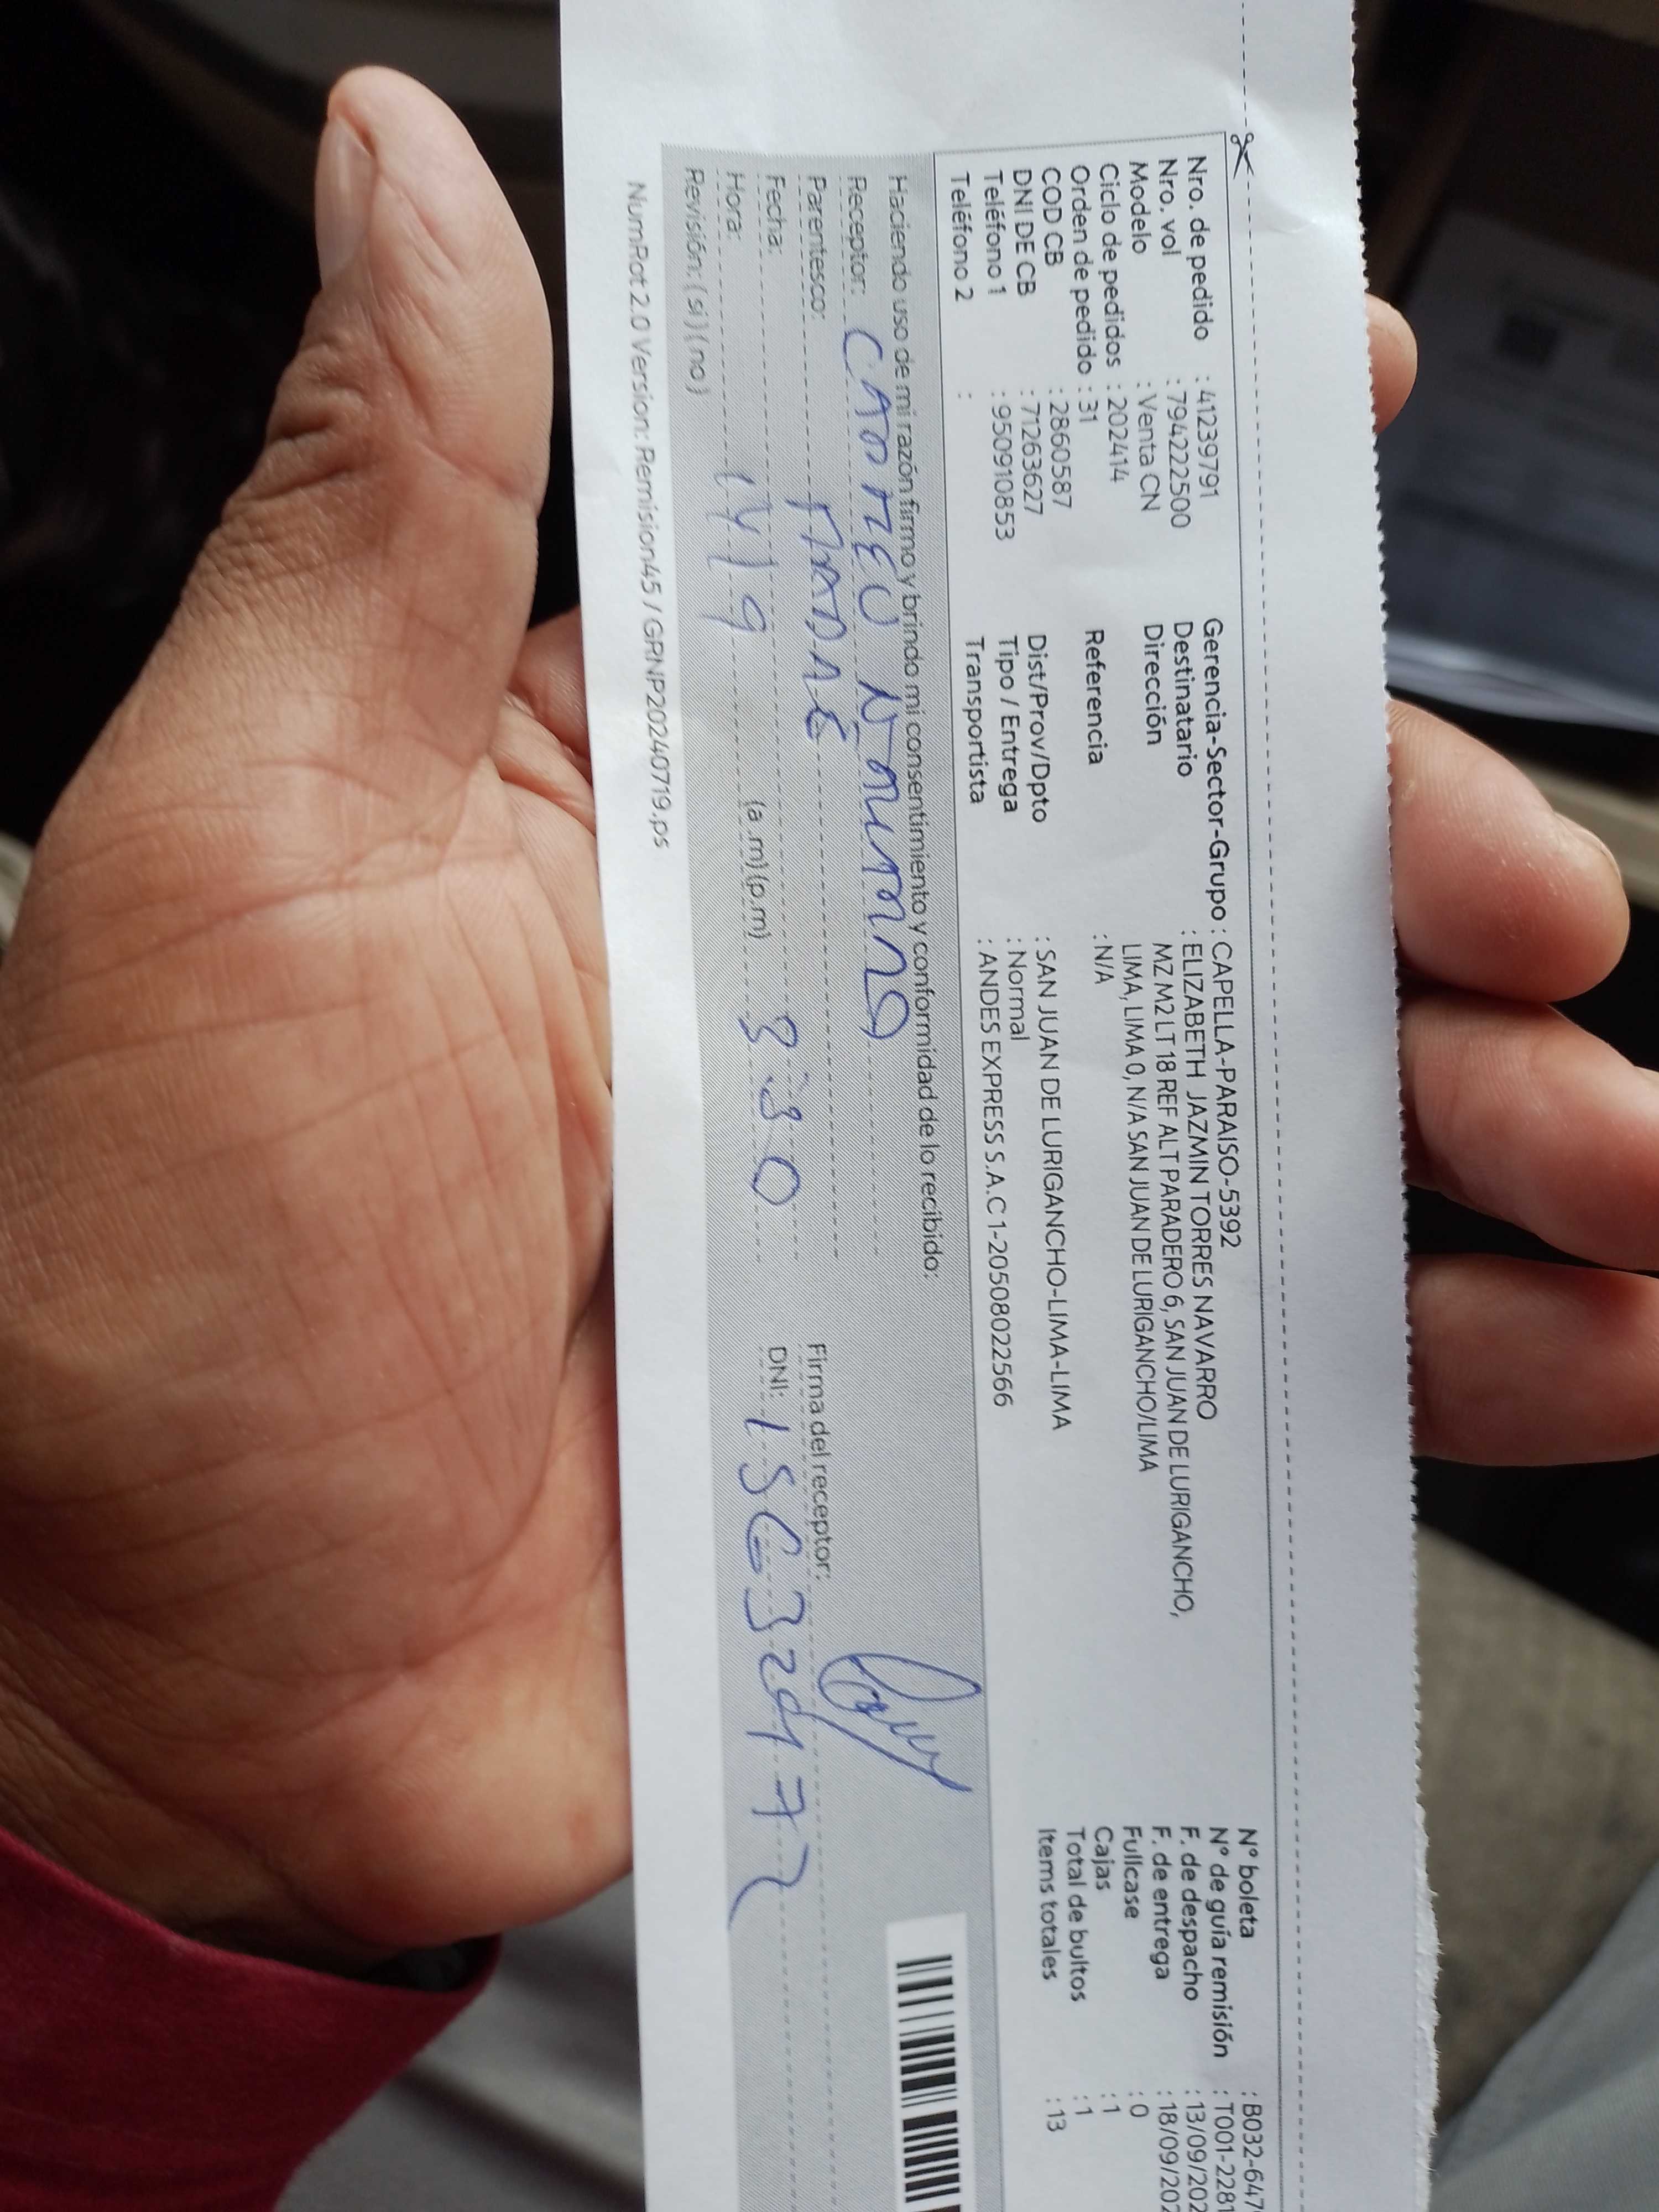 Nro. de pedido : 41239791
Nro. vol : 7942222500
Modelo : Venta CN
Ciclo de pedidos : 202414
Orden de pedido : 31
COD CB : 2860587
DNI DE CB : 71263627
Teléfono 1 : 950910853
Teléfono 2 :
Gerencia-Sector-Grupo : CAPELLA-PARAISO-5392
Destinatario : ELIZABETH JAZMIN TORRES NAVARRO
Dirección MZ M2 LT 18 REF ALT PARADERO 6, SAN JUAN DE LURIGANCHO,
LIMA, LIMA 0, N/A SAN JUAN DE LURIGANCHO/LIMA
Referencia : N/A
Dist/Prov/Dpto : SAN JUAN DE LURIGANCHO-LIMA-LIMA
Tipo / Entrega : Normal
Transportista : ANDES EXPRESS S.A.C 1-20508022566
N° boleta : B032-647
N° de guía remisión : T001-2281
F. de despacho : 13/09/202
F. de entrega : 18/09/202
Fullcase : 0
Cajas : 1
Total de bultos : 1
Items totales : 13
Haciendo uso de mi razón firmo y brindo mi consentimiento y conformidad de lo recibido:
Receptor:
Parentesco:
Fecha:
Hora: (a.m) (p.m) 8:30
Revisión: ( si ) ( no )
Firma del receptor:
DNI:
NumRot 2.0 Version: Remision45 / GRNP20240719.ps